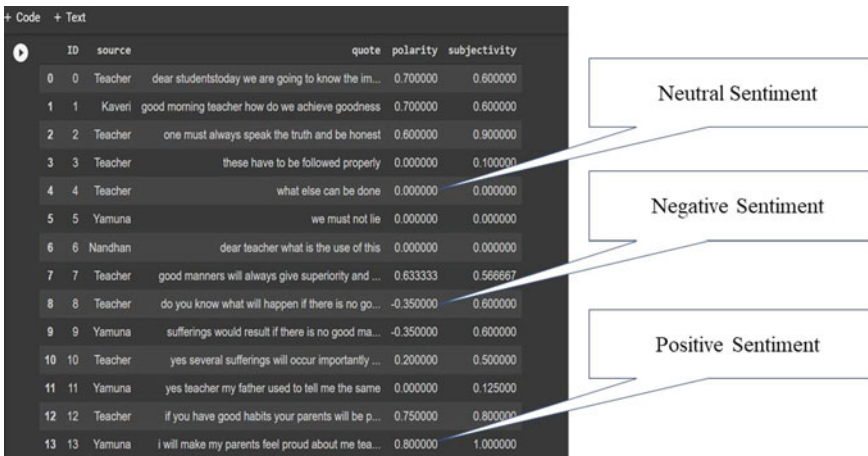 + Code + Text
ID source quote polarity subjectivity
0 0 Teacher dear studentstoday we are going to know the im... 0.700000 0.600000
1 1 Kaveri good morning teacher how do we achieve goodness 0.700000 0.600000
2 2 Teacher one must always speak the truth and be honest 0.600000 0.900000
3 3 Teacher these have to be followed properly 0.000000 0.100000
4 4 Teacher what else can be done 0.000000 0.000000
5 5 Yamuna we must not lie 0.000000 0.000000
6 6 Nandhan dear teacher what is the use of this 0.000000 0.000000
7 7 Teacher good manners will always give superiority and ... 0.633333 0.566667
8 8 Teacher do you know what will happen if there is no go... -0.350000 0.600000
9 9 Yamuna sufferings would result if there is no good ma... -0.350000 0.600000
10 10 Teacher yes several sufferings will occur importantly ... 0.200000 0.500000
11 11 Yamuna yes teacher my father used to tell me the same 0.000000 0.125000
12 12 Teacher if you have good habits your parents will be p... 0.750000 0.800000
13 13 Yamuna i will make my parents feel proud about me tea... 0.800000 1.000000
Neutral Sentiment
Negative Sentiment
Positive Sentiment